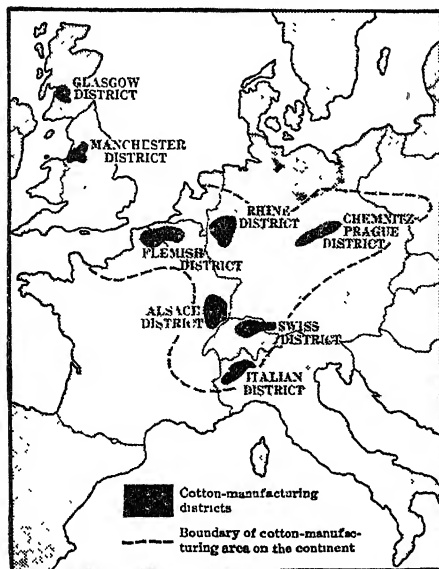 GLASGOW
DISTRICT
MANCHESTER
DISTRICT
RHINE
DISTRICT
CHEMNITZ-
PRAGUE
DISTRICT
FLEMISH
DISTRICT
ALSACE
DISTRICT
SWISS
DISTRICT
ITALIAN
DISTRICT
Cotton-manufacturing
districts
Boundary of cotton-manufac-
turing area on the continent